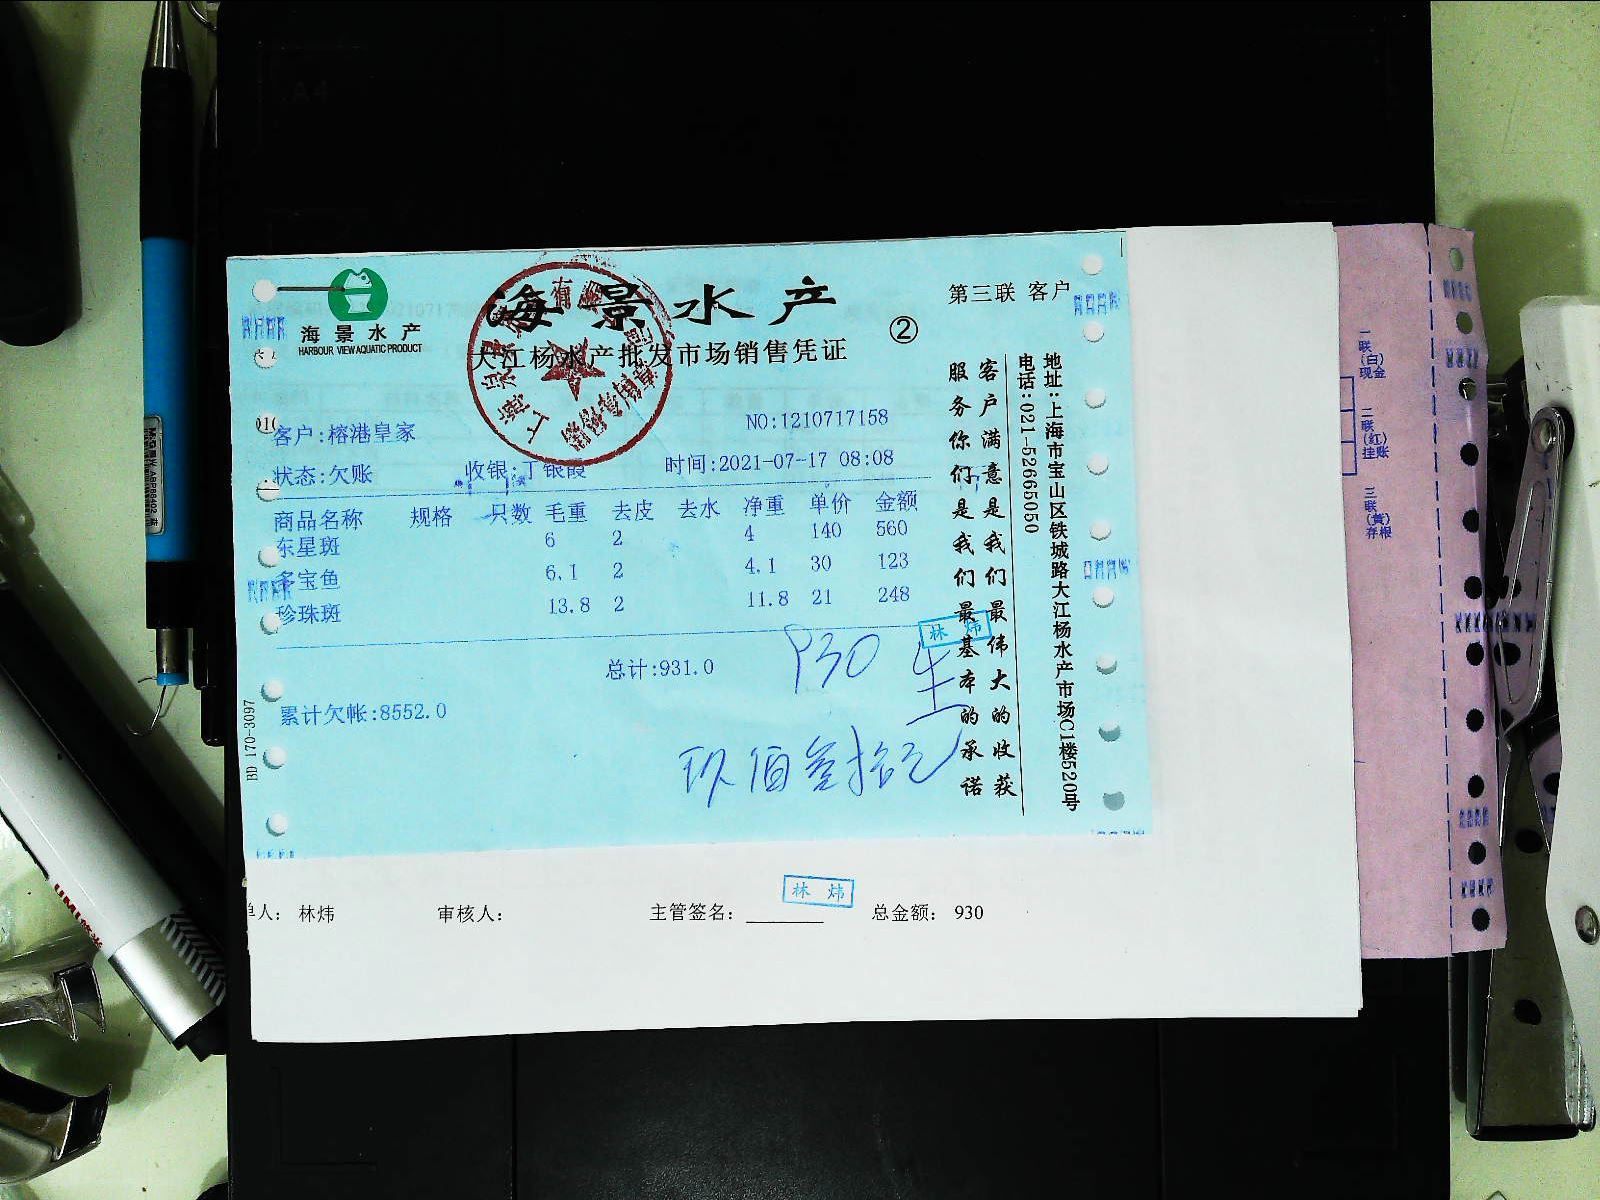 海景水产
HARBOUR VIEW AQUATIC PRODUCT
海景水产
大江杨水产批发市场销售凭证
②
第三联 客户
客户:榕港皇家
NO:1210717158
状态:欠账 收银:丁银霞 时间:2021-07-17 08:08
商品名称 规格 只数 毛重 去皮 去水 净重 单价 金额
东星斑 6 2 4 140 560
多宝鱼 6.1 2 4.1 30 123
珍珠斑 13.8 2 11.8 21 248
总计:931.0
930
林炜
累计欠帐:8552.0
玖佰叁拾元
BD 170-3097
地址:上海市宝山区铁城路大江杨水产市场C1楼520号
电话:021-52665050
客户满意是我们最伟大的收获
服务你们是我们最基本的承诺
单人: 林炜 审核人: 主管签名: 林炜 总金额: 930
一联(白)现金
二联(红)挂账
三联(黄)存根
A4